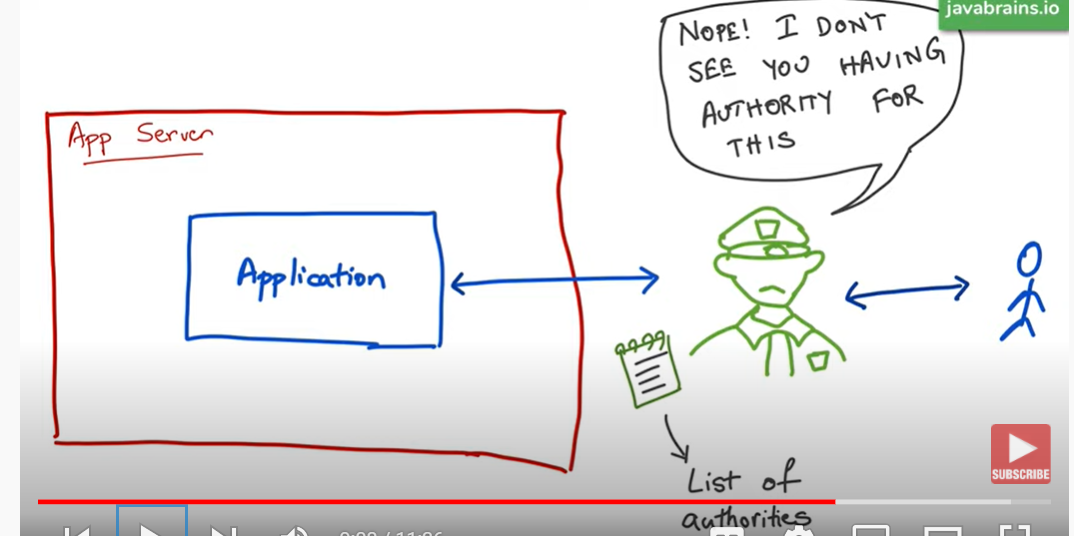 javabrains.io
NOPE! I DON'T
SEE YOU HAVING
AUTHORITY FOR
THIS
App Server
Application
List of
authorities
SUBSCRIBE